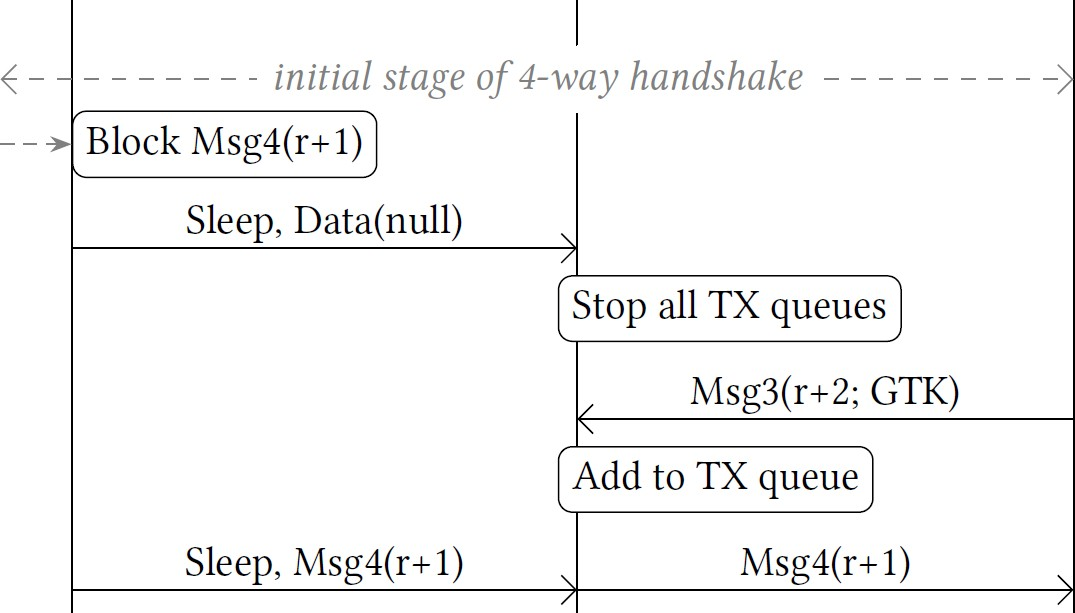 initial stage of 4-way handshake
Block Msg4(r+1)
Sleep, Data(null)
Stop all TX queues
Msg3(r+2; GTK)
Add to TX queue
Sleep, Msg4(r+1)
Msg4(r+1)